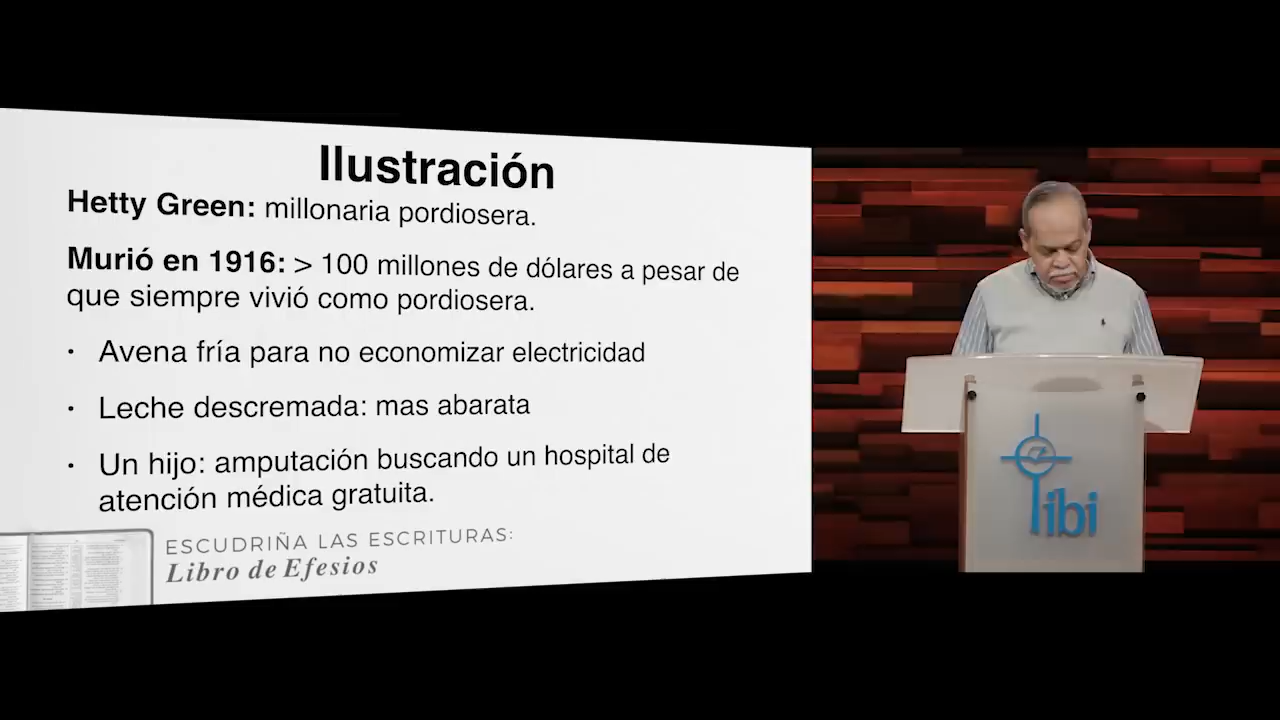 Ilustración
Hetty Green: millonaria pordiosera.
Murió en 1916: > 100 millones de dólares a pesar de
que siempre vivió como pordiosera.
• Avena fría para no economizar electricidad
• Leche descremada: mas abarata
• Un hijo: amputación buscando un hospital de
atención médica gratuita.
ESCUDRIÑA LAS ESCRITURAS:
Libro de Efesios
ibi